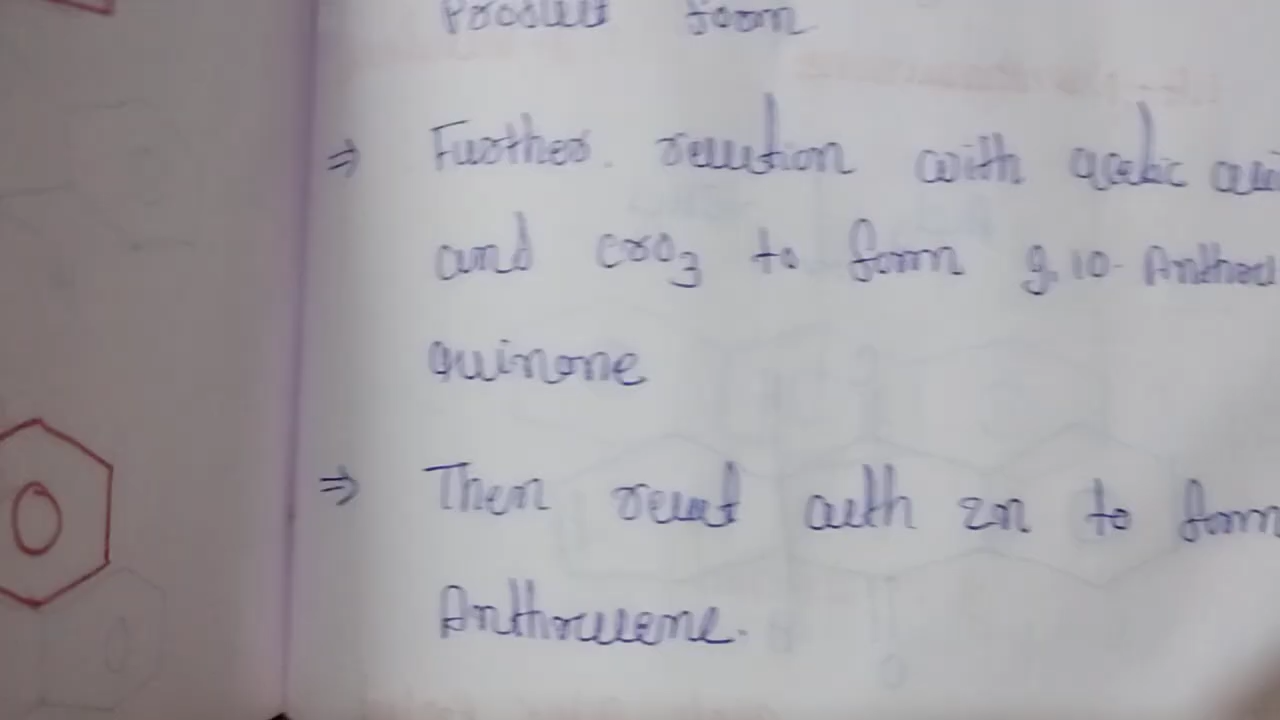 Product form
⇒ Further reaction with acetic aci
and CrO3 to form 9,10- Anthra
quinone
⇒ Then react with zn to form
Anthracene.